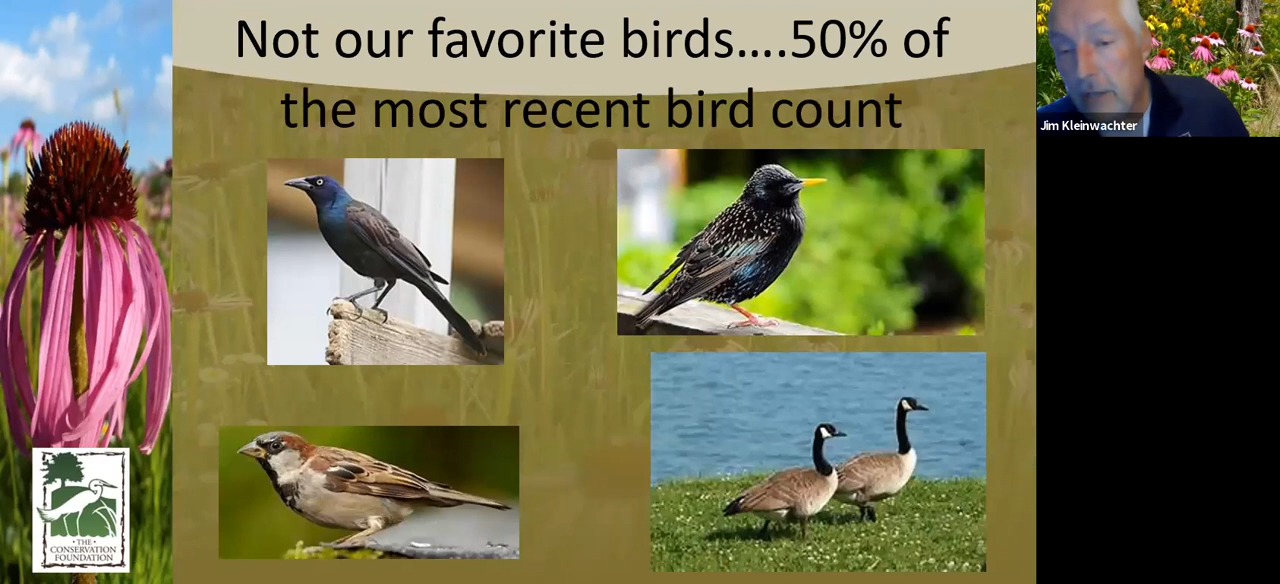 Not our favorite birds....50% of
the most recent bird count
Jim Kleinwachter
• THE •
CONSERVATION
FOUNDATION